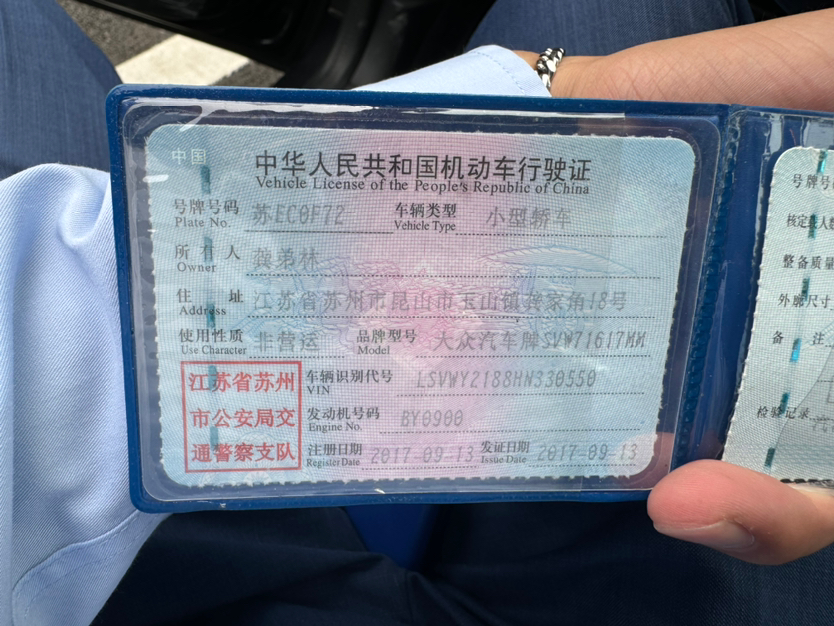 中国
中华人民共和国机动车行驶证
Vehicle License of the People's Republic of China
号牌号码 苏EC0F72 车辆类型 小型轿车
Plate No. Vehicle Type
所有人 龚弟林
Owner
住址 江苏省苏州市昆山市玉山镇龚家角18号
Address
使用性质 非营运 品牌型号 大众汽车牌SVW71617MM
Use Character Model
江苏省苏州 车辆识别代号 LSVWY2188HN330550
VIN
市公安局交 发动机号码 BY0900
Engine No.
通警察支队 注册日期 2017-09-13 发证日期 2017-09-13
Register Date Issue Date
号牌号
核定载人数
整备质量
外廓尺寸
备注
检验记录